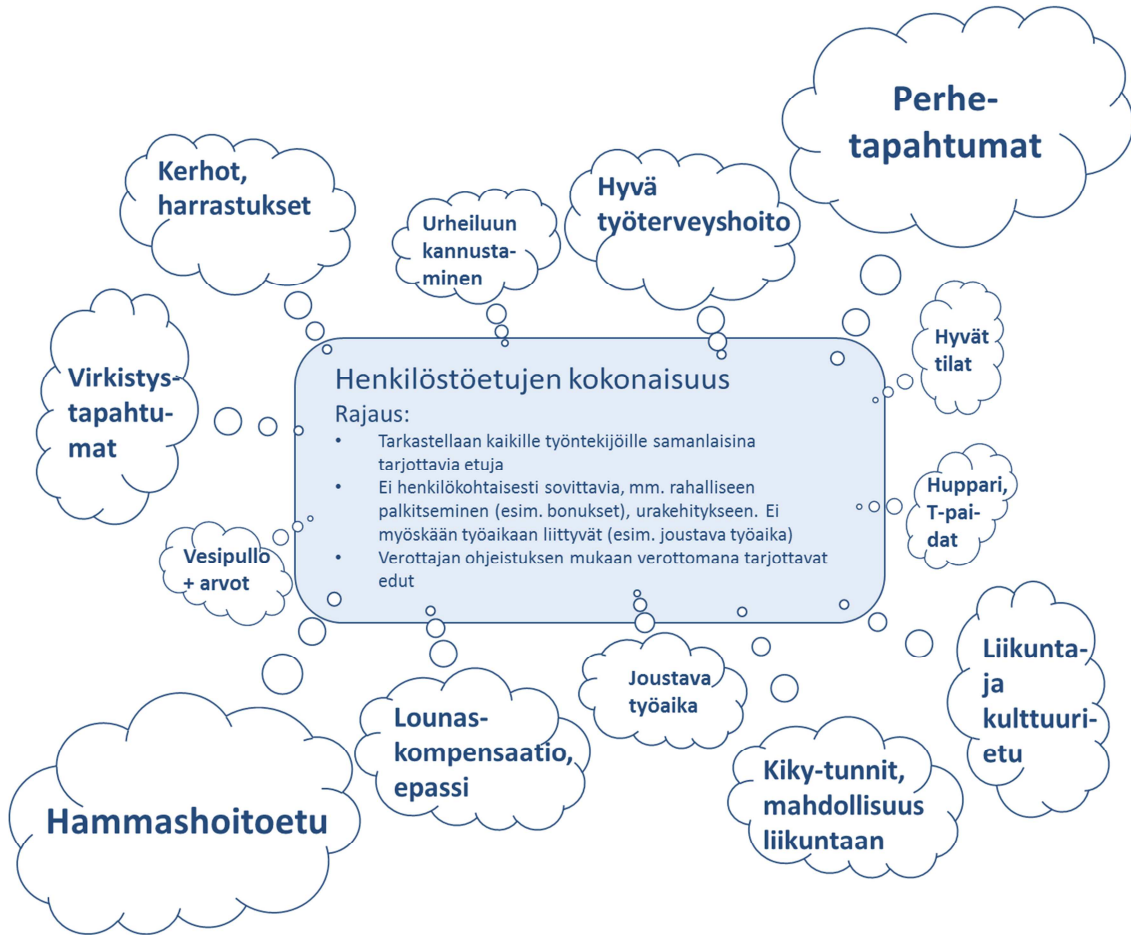 Perhe-
tapahtumat
Kerhot,
harrastukset
Urheiluun
kannusta-
minen
Hyvä
työterveyshoito
Hyvät
tilat
Virkistys-
tapahtu-
mat
Henkilöstöetujen kokonaisuus
Rajaus:
• Tarkastellaan kaikille työntekijöille samanlaisina
tarjottavia etuja
• Ei henkilökohtaisesti sovittavia, mm. rahalliseen
palkitseminen (esim. bonukset), urakehitykseen. Ei
myöskään työaikaan liittyvät (esim. joustava työaika)
• Verottajan ohjeistuksen mukaan verottomana tarjottavat
edut
Huppari,
T-pai-
dat
Vesipullo
+ arvot
Hammashoitoetu
Lounas-
kompensaatio,
epassi
Joustava
työaika
Kiky-tunnit,
mahdollisuus
liikuntaan
Liikunta-
ja
kulttuuri-
etu